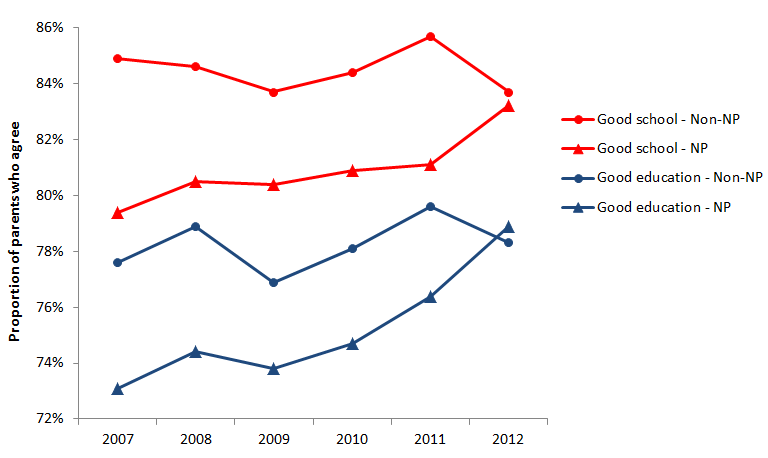 86%
84%
82%
80%
78%
76%
74%
72%
Proportion of parents who agree
2007 2008 2009 2010 2011 2012
Good school - Non-NP
Good school - NP
Good education - Non-NP
Good education - NP